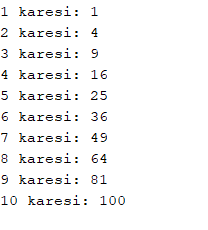 1 karesi: 1
2 karesi: 4
3 karesi: 9
4 karesi: 16
5 karesi: 25
6 karesi: 36
7 karesi: 49
8 karesi: 64
9 karesi: 81
10 karesi: 100